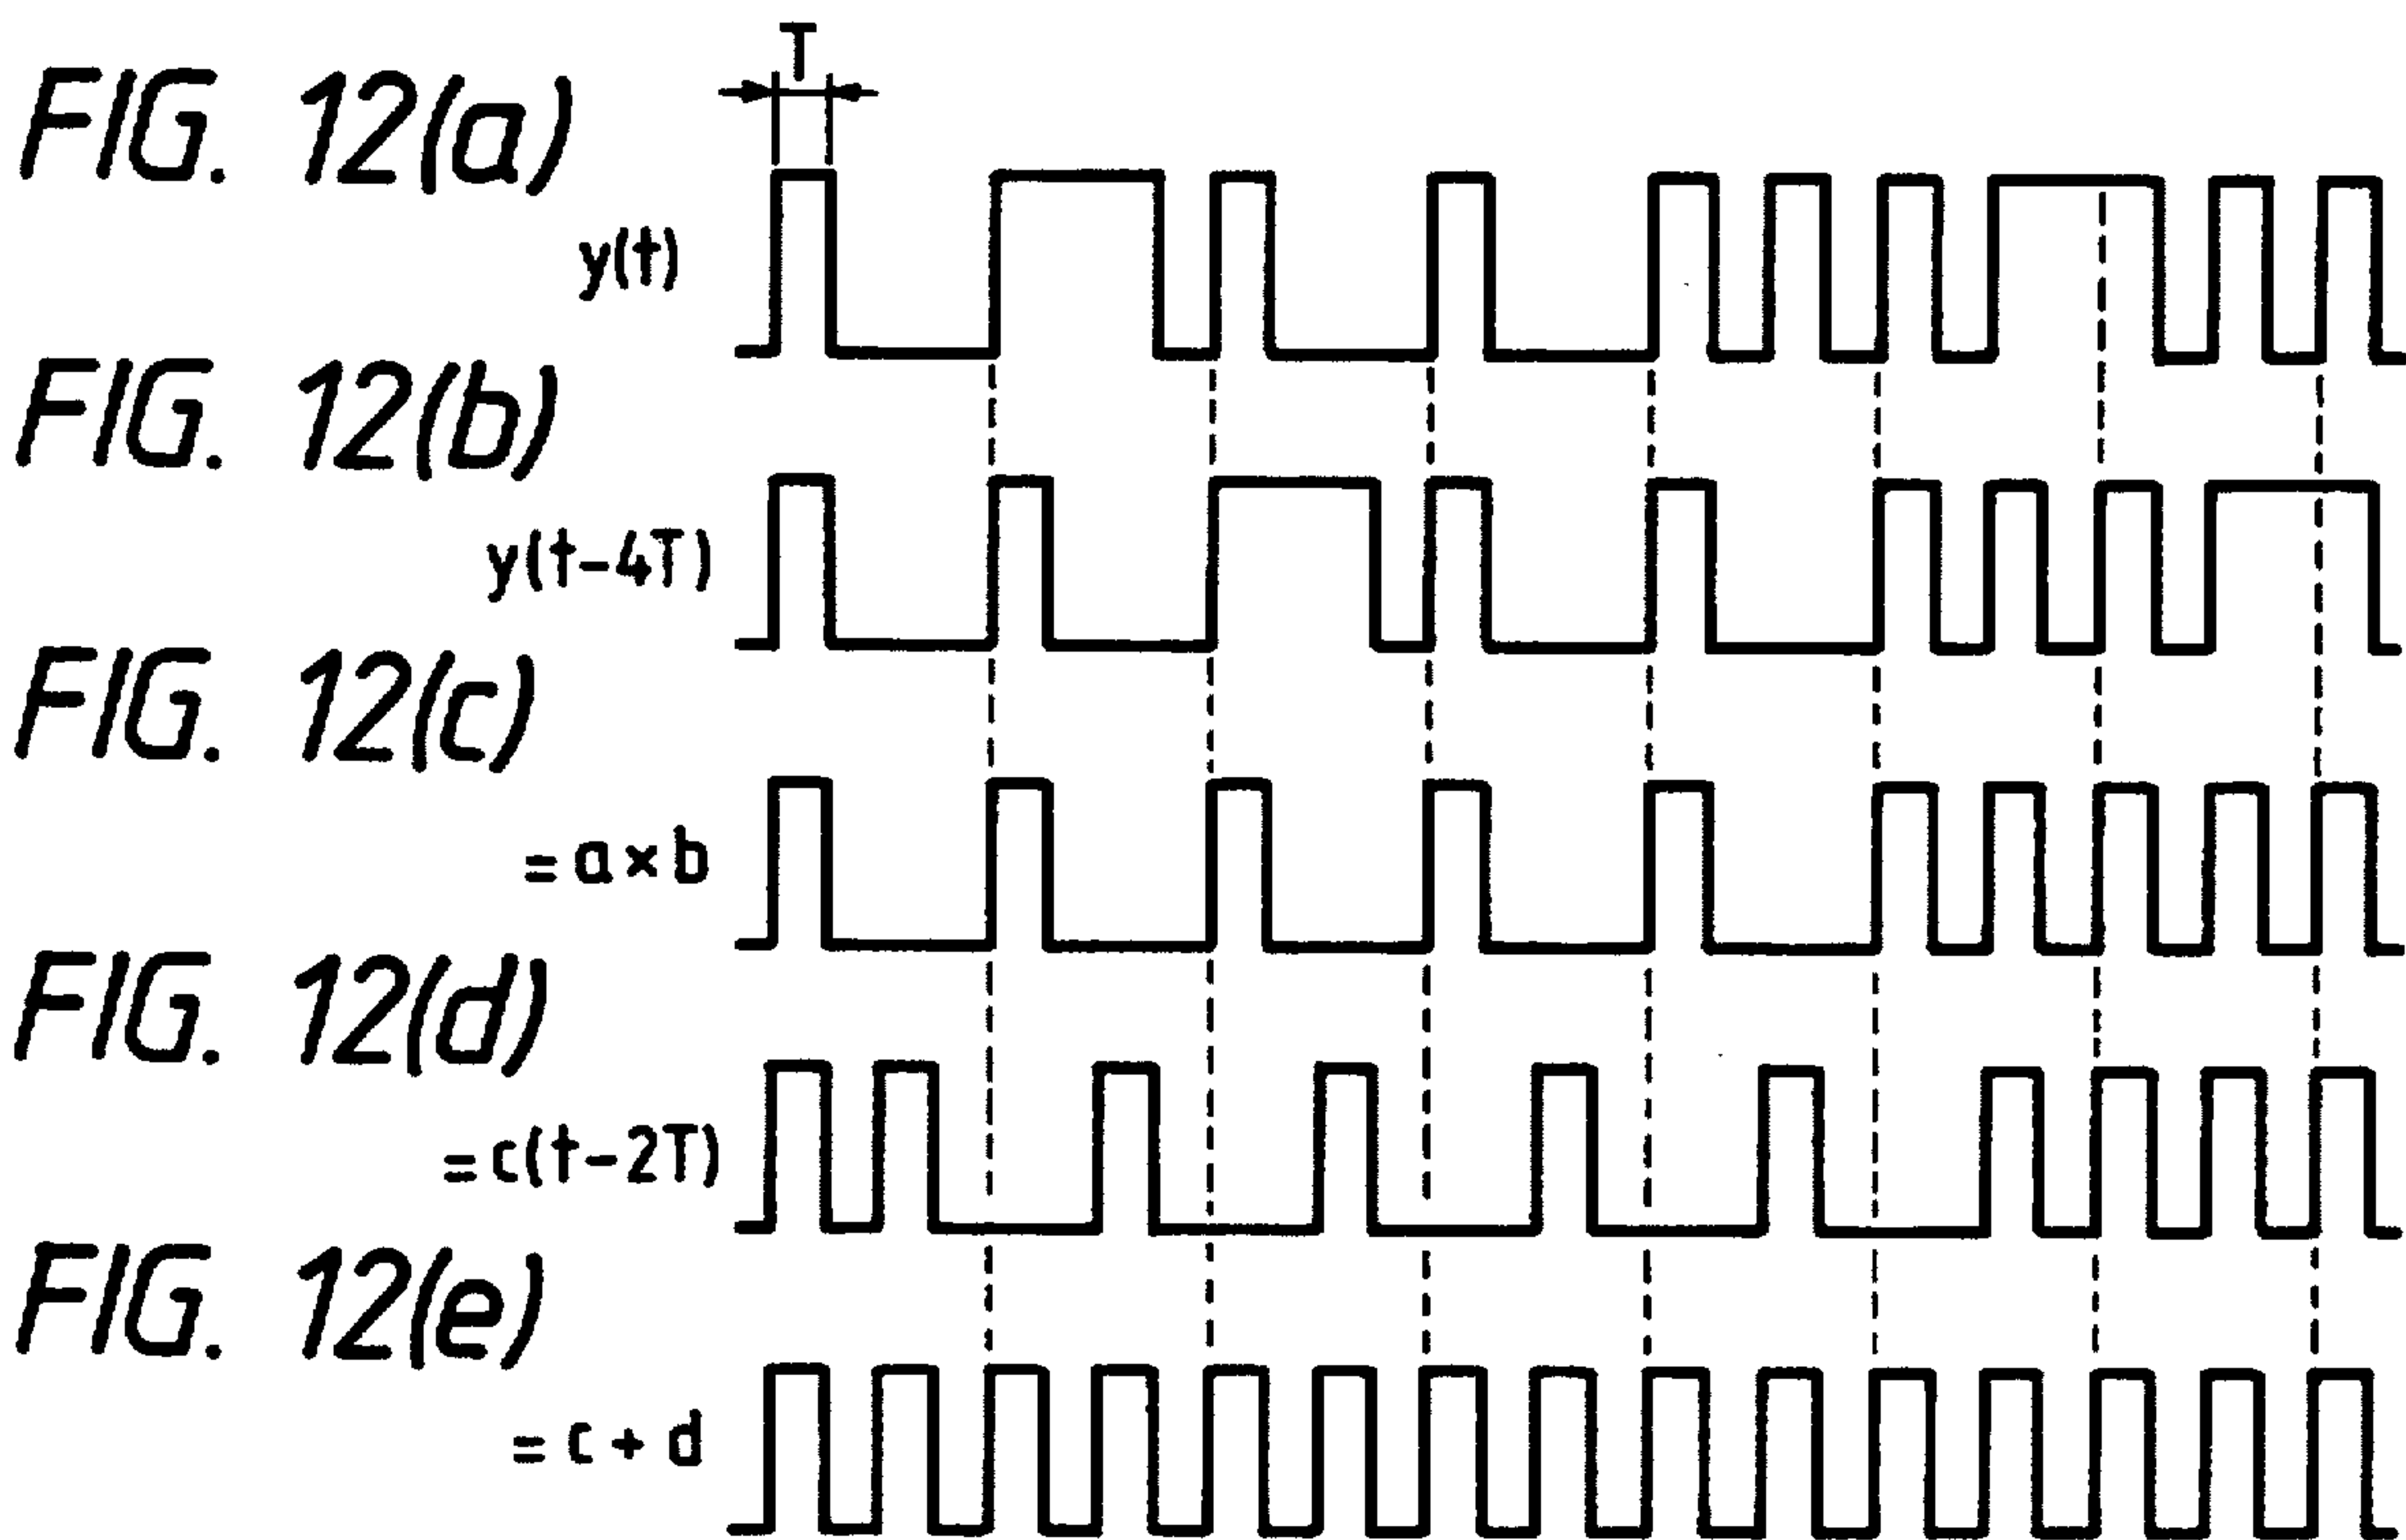 T
FIG. 12(a)
y(t)
FIG. 12(b)
y(t-4T)
FIG. 12(c)
= a × b
FIG. 12(d)
= c(t-2T)
FIG. 12(e)
= c + d